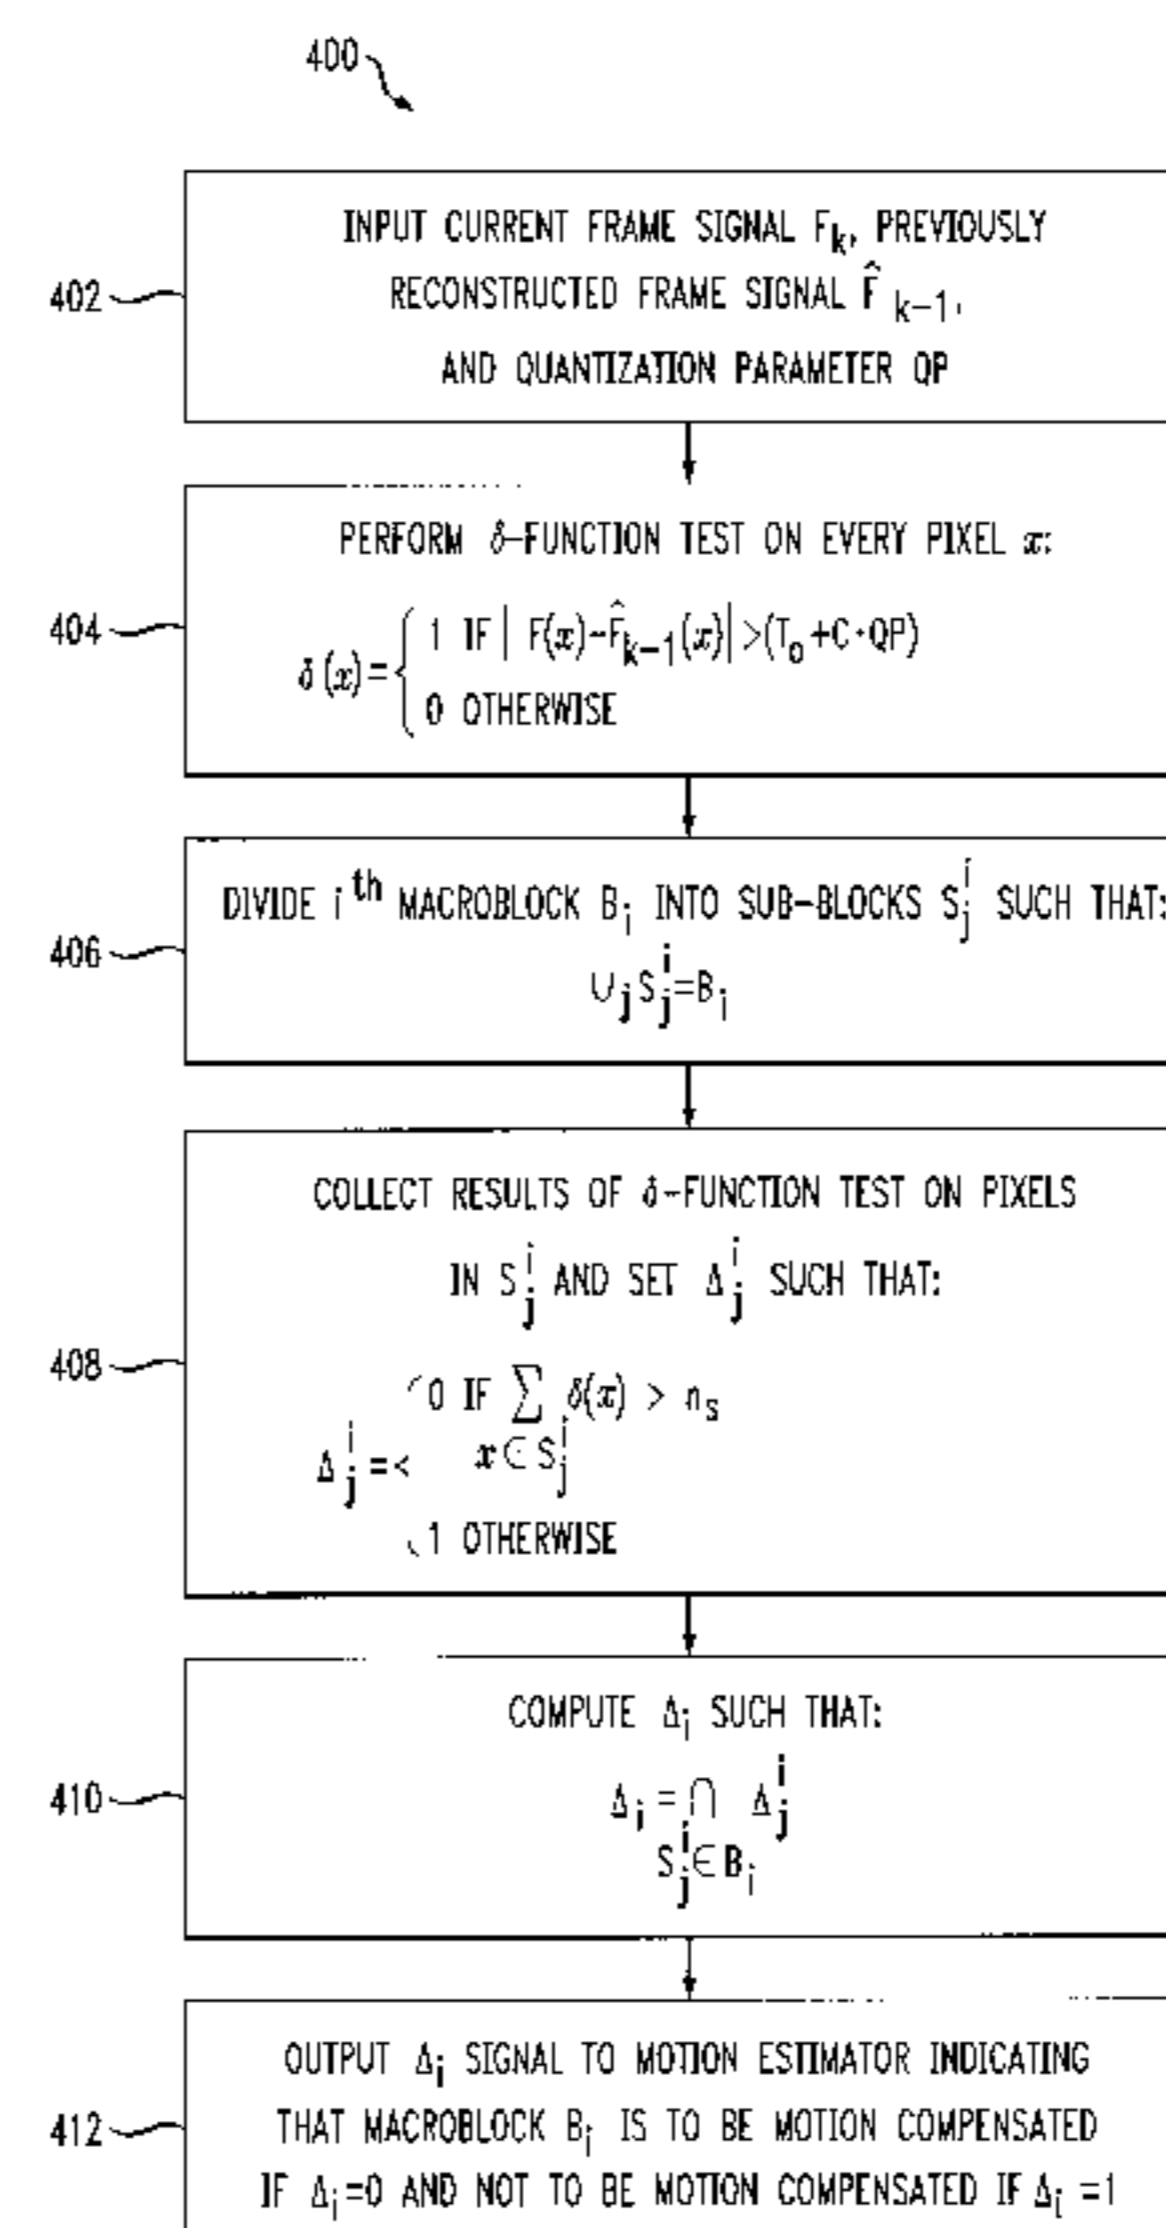 400
402
INPUT CURRENT FRAME SIGNAL F_k, PREVIOUSLY
RECONSTRUCTED FRAME SIGNAL F̂_k-1,
AND QUANTIZATION PARAMETER QP
404
PERFORM δ-FUNCTION TEST ON EVERY PIXEL x:
δ(x)= { 1 IF | F(x)-F̂_k-1(x)| >(T_o+C·QP)
0 OTHERWISE
406
DIVIDE i^th MACROBLOCK B_i INTO SUB-BLOCKS S_j^i SUCH THAT:
∪_j S_j^i=B_i
408
COLLECT RESULTS OF δ-FUNCTION TEST ON PIXELS
IN S_j^i AND SET Δ_j^i SUCH THAT:
Δ_j^i = { 0 IF ∑ δ(x) > n_s
x∈S_j^i
1 OTHERWISE
410
COMPUTE Δ_i SUCH THAT:
Δ_i = ∩ Δ_j^i
S_j^i∈B_i
412
OUTPUT Δ_i SIGNAL TO MOTION ESTIMATOR INDICATING
THAT MACROBLOCK B_i IS TO BE MOTION COMPENSATED
IF Δ_i=0 AND NOT TO BE MOTION COMPENSATED IF Δ_i =1